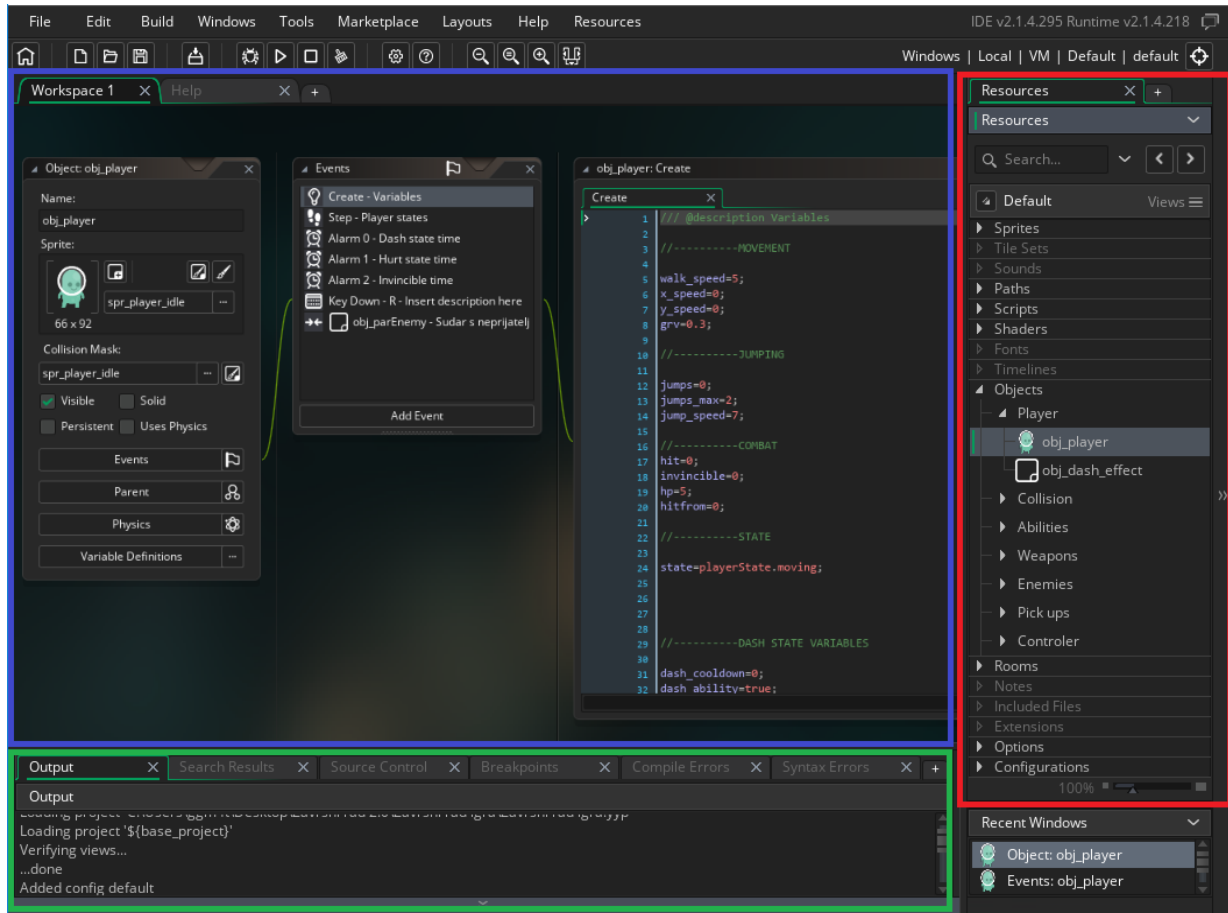 File Edit Build Windows Tools Marketplace Layouts Help Resources IDE v2.1.4.295 Runtime v2.1.4.218
Windows | Local | VM | Default | default
Workspace 1 Help +
Object: obj_player
Name:
obj_player
Sprite:
spr_player_idle ...
66 x 92
Collision Mask:
spr_player_idle ...
Visible Solid
Persistent Uses Physics
Events
Parent
Physics
Variable Definitions ...
Events
Create - Variables
Step - Player states
Alarm 0 - Dash state time
Alarm 1 - Hurt state time
Alarm 2 - Invincible time
Key Down - R - Insert description here
obj_parEnemy - Sudar s neprijatelj
Add Event
obj_player: Create
Create
1 /// @description Variables
2
3 //----------MOVEMENT
4
5 walk_speed=5;
6 x_speed=0;
7 y_speed=0;
8 grv=0.3;
9
10 //----------JUMPING
11
12 jumps=0;
13 jumps_max=2;
14 jump_speed=7;
15
16 //----------COMBAT
17 hit=0;
18 invincible=0;
19 hp=5;
20 hitfrom=0;
21
22 //----------STATE
23
24 state=playerState.moving;
25
26
27
28
29 //----------DASH STATE VARIABLES
30
31 dash_cooldown=0;
32 dash_ability=true;
Resources +
Resources
Search...
Default Views
Sprites
Tile Sets
Sounds
Paths
Scripts
Shaders
Fonts
Timelines
Objects
Player
obj_player
obj_dash_effect
Collision
Abilities
Weapons
Enemies
Pick ups
Controler
Rooms
Notes
Included Files
Extensions
Options
Configurations
100%
Output Search Results Source Control Breakpoints Compile Errors Syntax Errors +
Output
Loading project
Loading project '${base_project}'
Verifying views...
...done
Added config default
Recent Windows
Object: obj_player
Events: obj_player